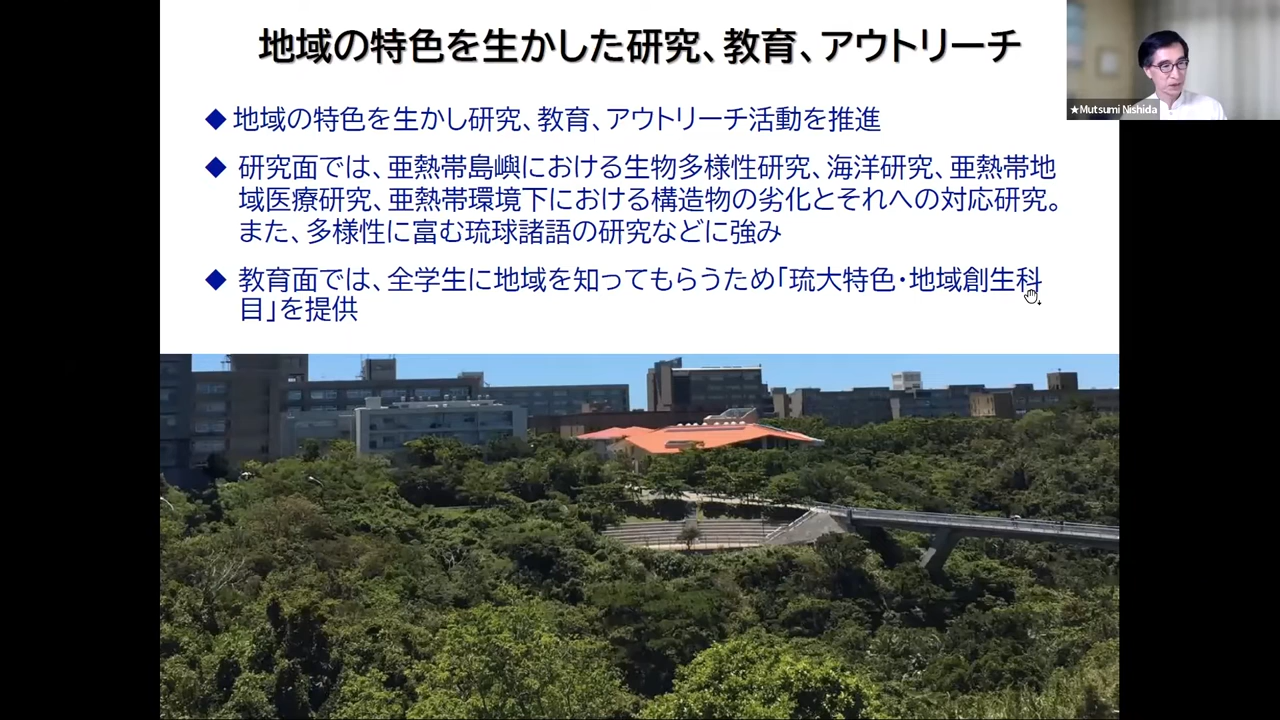 地域の特色を生かした研究、教育、アウトリーチ
★Mutsumi Nishida
◆地域の特色を生かし研究、教育、アウトリーチ活動を推進
◆ 研究面では、亜熱帯島嶼における生物多様性研究、海洋研究、亜熱帯地
域医療研究、亜熱帯環境下における構造物の劣化とそれへの対応研究。
また、多様性に富む琉球諸語の研究などに強み
◆ 教育面では、全学生に地域を知ってもらうため「琉大特色・地域創生科
目」を提供